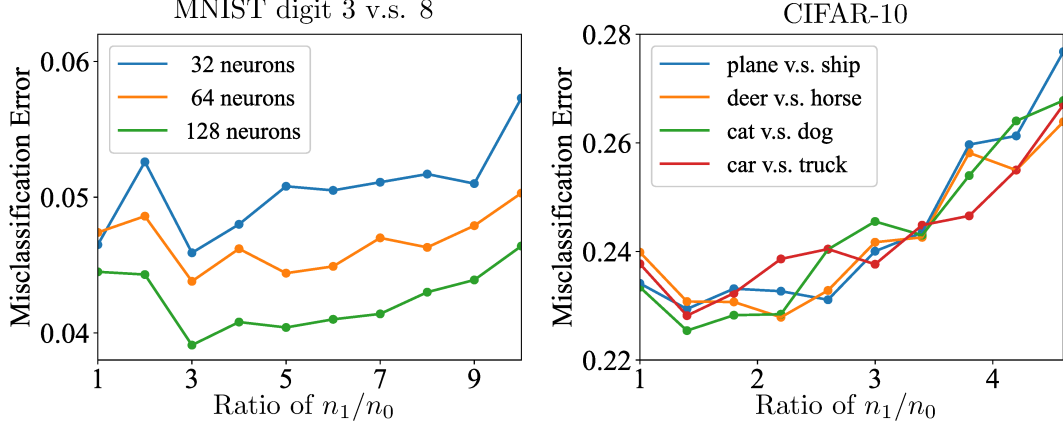 MNIST digit 3 v.s. 8
Misclassification Error
0.06
0.05
0.04
32 neurons
64 neurons
128 neurons
1 3 5 7 9
Ratio of n₁/n₀
CIFAR-10
Misclassification Error
0.28
0.26
0.24
0.22
plane v.s. ship
deer v.s. horse
cat v.s. dog
car v.s. truck
1 2 3 4
Ratio of n₁/n₀